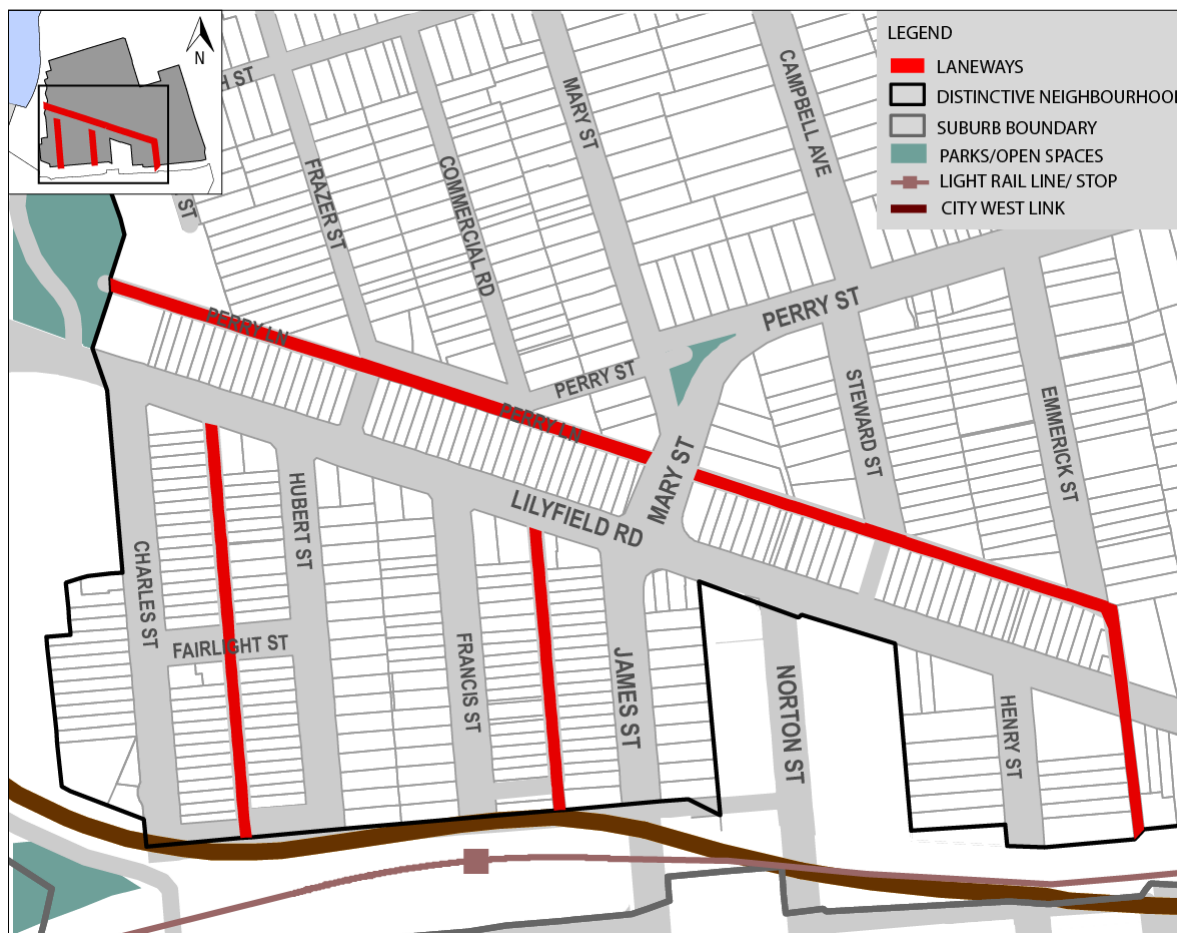 N
LEGEND
LANEWAYS
DISTINCTIVE NEIGHBOURHOOD
SUBURB BOUNDARY
PARKS/OPEN SPACES
LIGHT RAIL LINE/ STOP
CITY WEST LINK
H ST
ST
FRAZER ST
COMMERCIAL RD
MARY ST
CAMPBELL AVE
PERRY LN
PERRY ST
PERRY ST
PERRY LN
STEWARD ST
EMMERICK ST
MARY ST
LILYFIELD RD
HUBERT ST
CHARLES ST
FAIRLIGHT ST
FRANCIS ST
JAMES ST
NORTON ST
HENRY ST